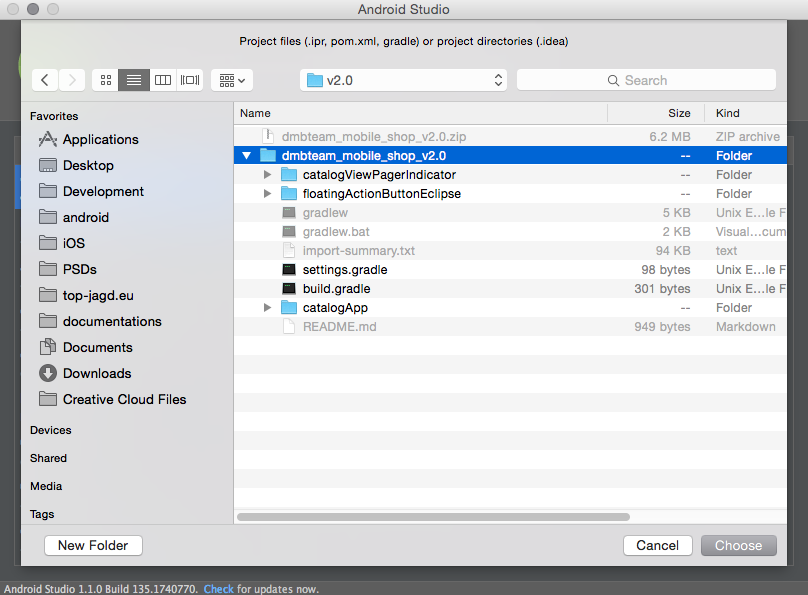 Android Studio
Project files (.ipr, pom.xml, gradle) or project directories (.idea)
v2.0
Search
Favorites
Applications
Desktop
Development
android
iOS
PSDs
top-jagd.eu
documentations
Documents
Downloads
Creative Cloud Files
Devices
Shared
Media
Tags
Name Size Kind
dmbteam_mobile_shop_v2.0.zip 6.2 MB ZIP archive
dmbteam_mobile_shop_v2.0 -- Folder
catalogViewPagerIndicator -- Folder
floatingActionButtonEclipse -- Folder
gradlew 5 KB Unix E...le F
gradlew.bat 2 KB Visual...cum
import-summary.txt 94 KB text
settings.gradle 98 bytes Unix E...le F
build.gradle 301 bytes Unix E...le F
catalogApp -- Folder
README.md 949 bytes Markdown
New Folder Cancel Choose
Android Studio 1.1.0 Build 135.1740770. Check for updates now.